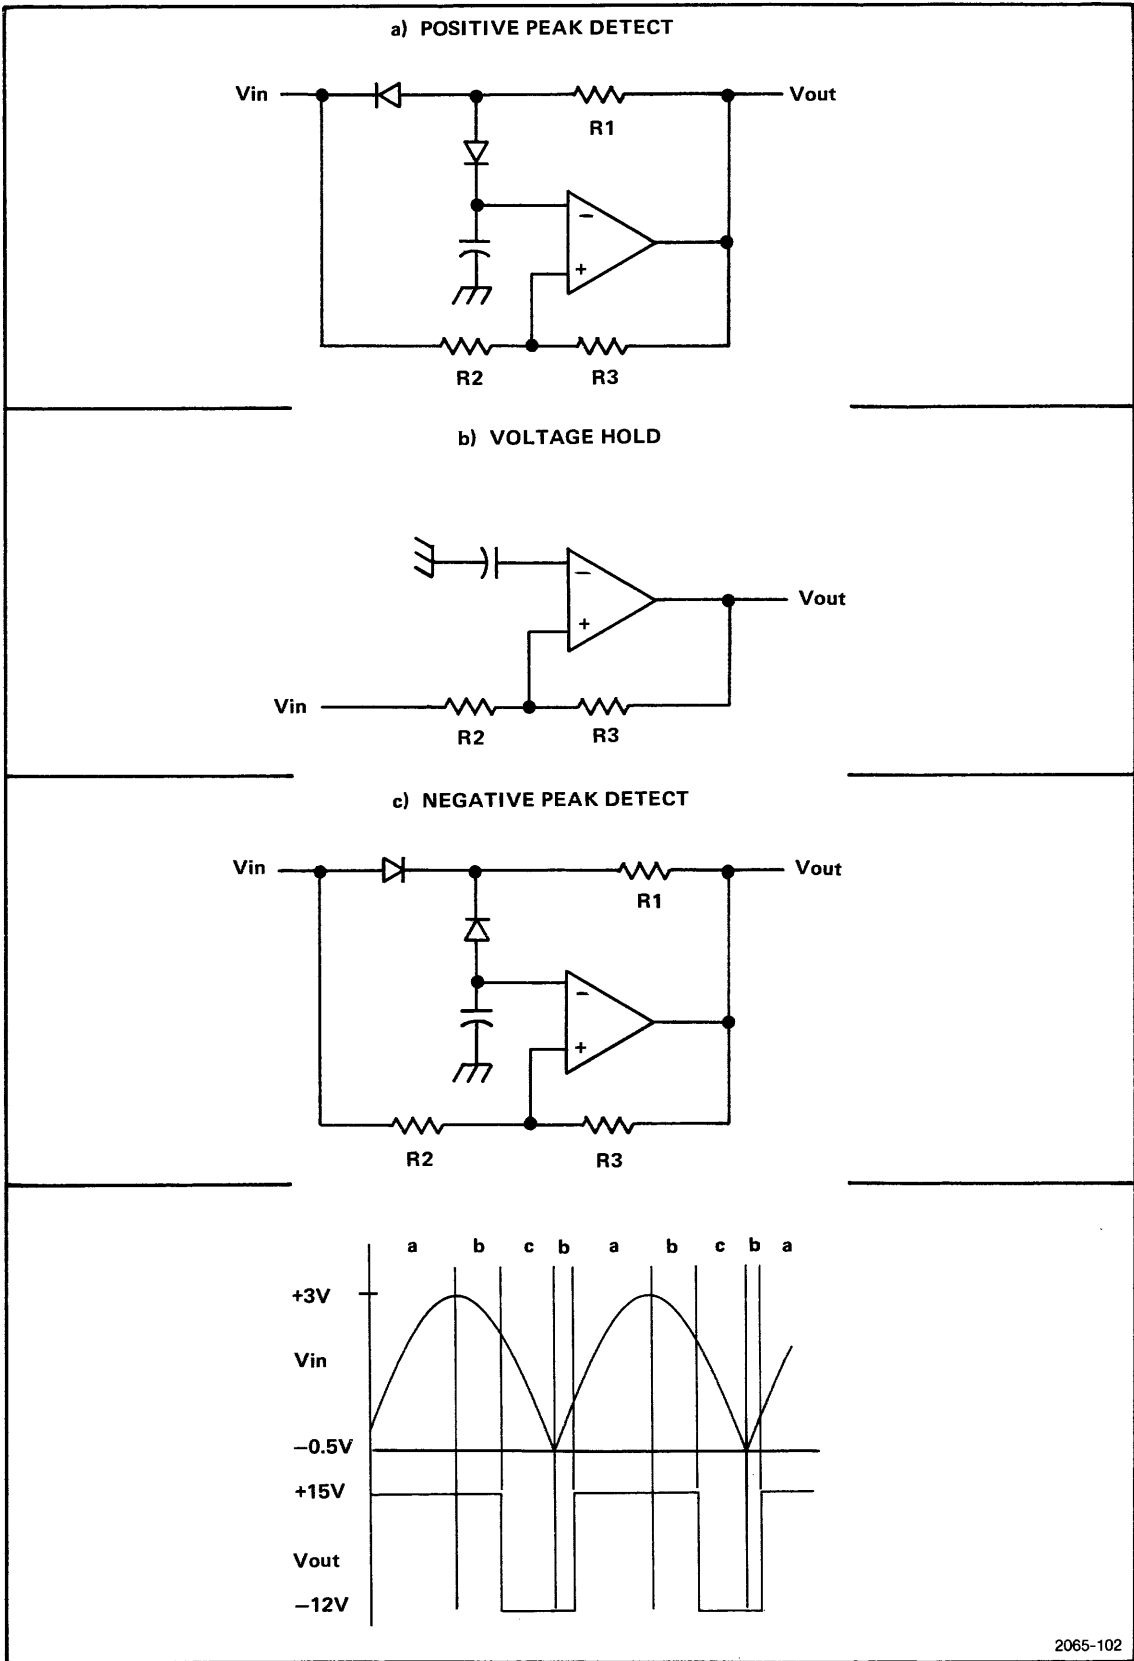 a) POSITIVE PEAK DETECT
Vin
Vout
R1
−
+
R2
R3
b) VOLTAGE HOLD
−
+
Vout
Vin
R2
R3
c) NEGATIVE PEAK DETECT
Vin
Vout
R1
−
+
R2
R3
a b c b a b c b a
+3V
Vin
−0.5V
+15V
Vout
−12V
2065-102